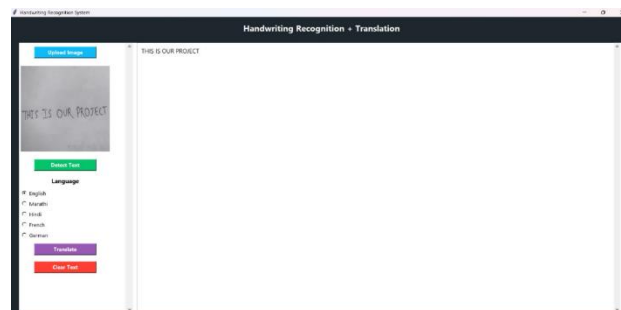 Handwriting Recognition System
Handwriting Recognition + Translation
Upload Image
THIS IS OUR PROJECT
THIS IS OUR PROJECT
Detect Text
Language
English
Marathi
Hindi
French
German
Translate
Clear Text